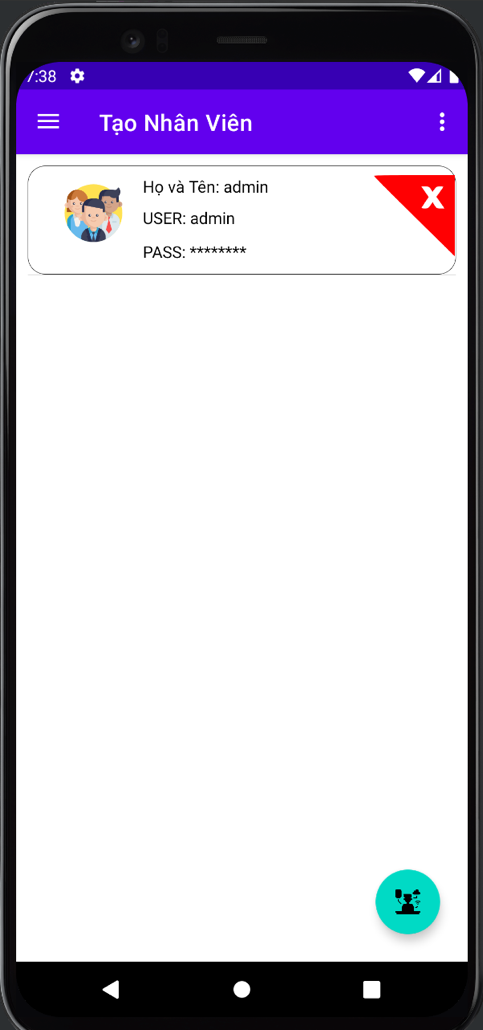 7:38
Tạo Nhân Viên
Họ và Tên: admin
USER: admin
PASS: ********
X